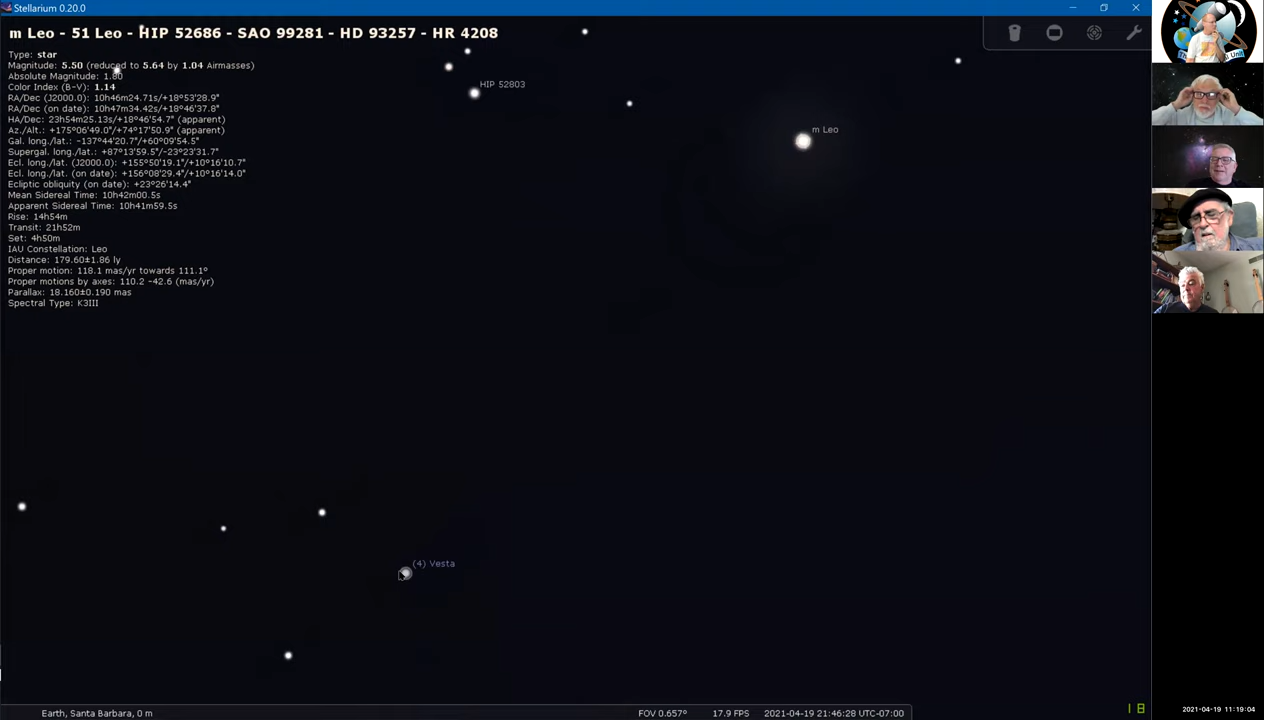 Stellarium 0.20.0
m Leo - 51 Leo - HIP 52686 - SAO 99281 - HD 93257 - HR 4208
Type: star
Magnitude: 5.50 (reduced to 5.64 by 1.04 Airmasses)
Absolute Magnitude: 1.80
Color Index (B-V): 1.14
RA/Dec (J2000.0): 10h46m24.71s/+18°53'28.9"
RA/Dec (on date): 10h47m34.42s/+18°46'37.8"
HA/Dec: 23h54m25.13s/+18°46'54.7" (apparent)
Az./Alt.: +175°06'49.0"/+74°17'50.9" (apparent)
Gal. long./lat.: -137°44'20.7"/+60°09'54.5"
Supergal. long./lat.: +87°13'59.5"/-23°23'31.7"
Ecl. long./lat. (J2000.0): +155°50'19.1"/+10°16'10.7"
Ecl. long./lat. (on date): +156°08'29.4"/+10°16'14.0"
Ecliptic obliquity (on date): +23°26'14.4"
Mean Sidereal Time: 10h42m00.5s
Apparent Sidereal Time: 10h41m59.5s
Rise: 14h54m
Transit: 21h52m
Set: 4h50m
IAU Constellation: Leo
Distance: 179.60±1.86 ly
Proper motion: 118.1 mas/yr towards 111.1°
Proper motions by axes: 110.2 -42.6 (mas/yr)
Parallax: 18.160±0.190 mas
Spectral Type: K3III
HIP 52803
m Leo
(4) Vesta
Earth, Santa Barbara, 0 m
FOV 0.657°
17.9 FPS
2021-04-19 21:46:28 UTC-07:00
18
2021-04-19 11:19:04